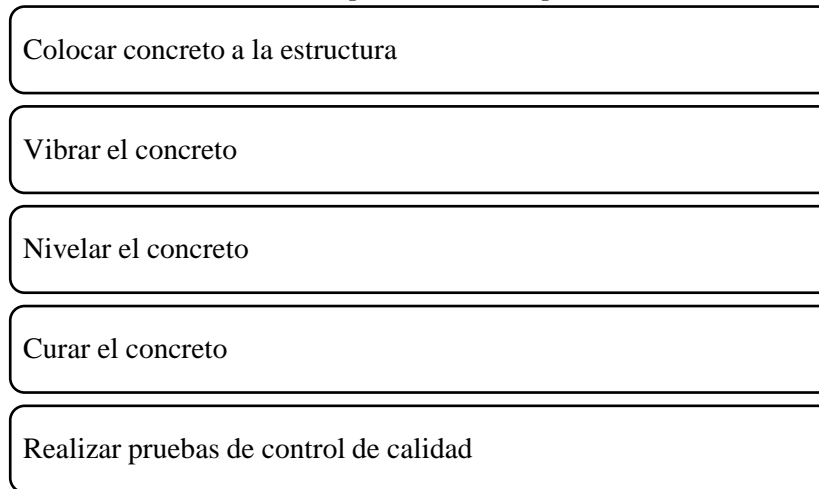 Colocar concreto a la estructura
Vibrar el concreto
Nivelar el concreto
Curar el concreto
Realizar pruebas de control de calidad